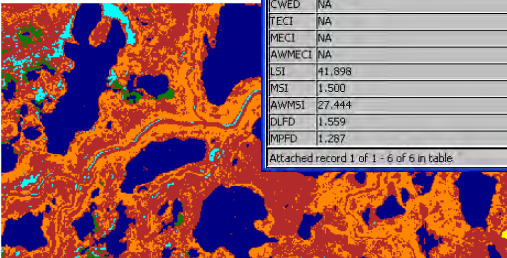 CWED NA
TECI NA
MECI NA
AWMECI NA
LSI 41.898
MSI 1.500
AWMSI 27.444
DLFD 1.559
MPFD 1.287
Attached record 1 of 1 - 6 of 6 in table